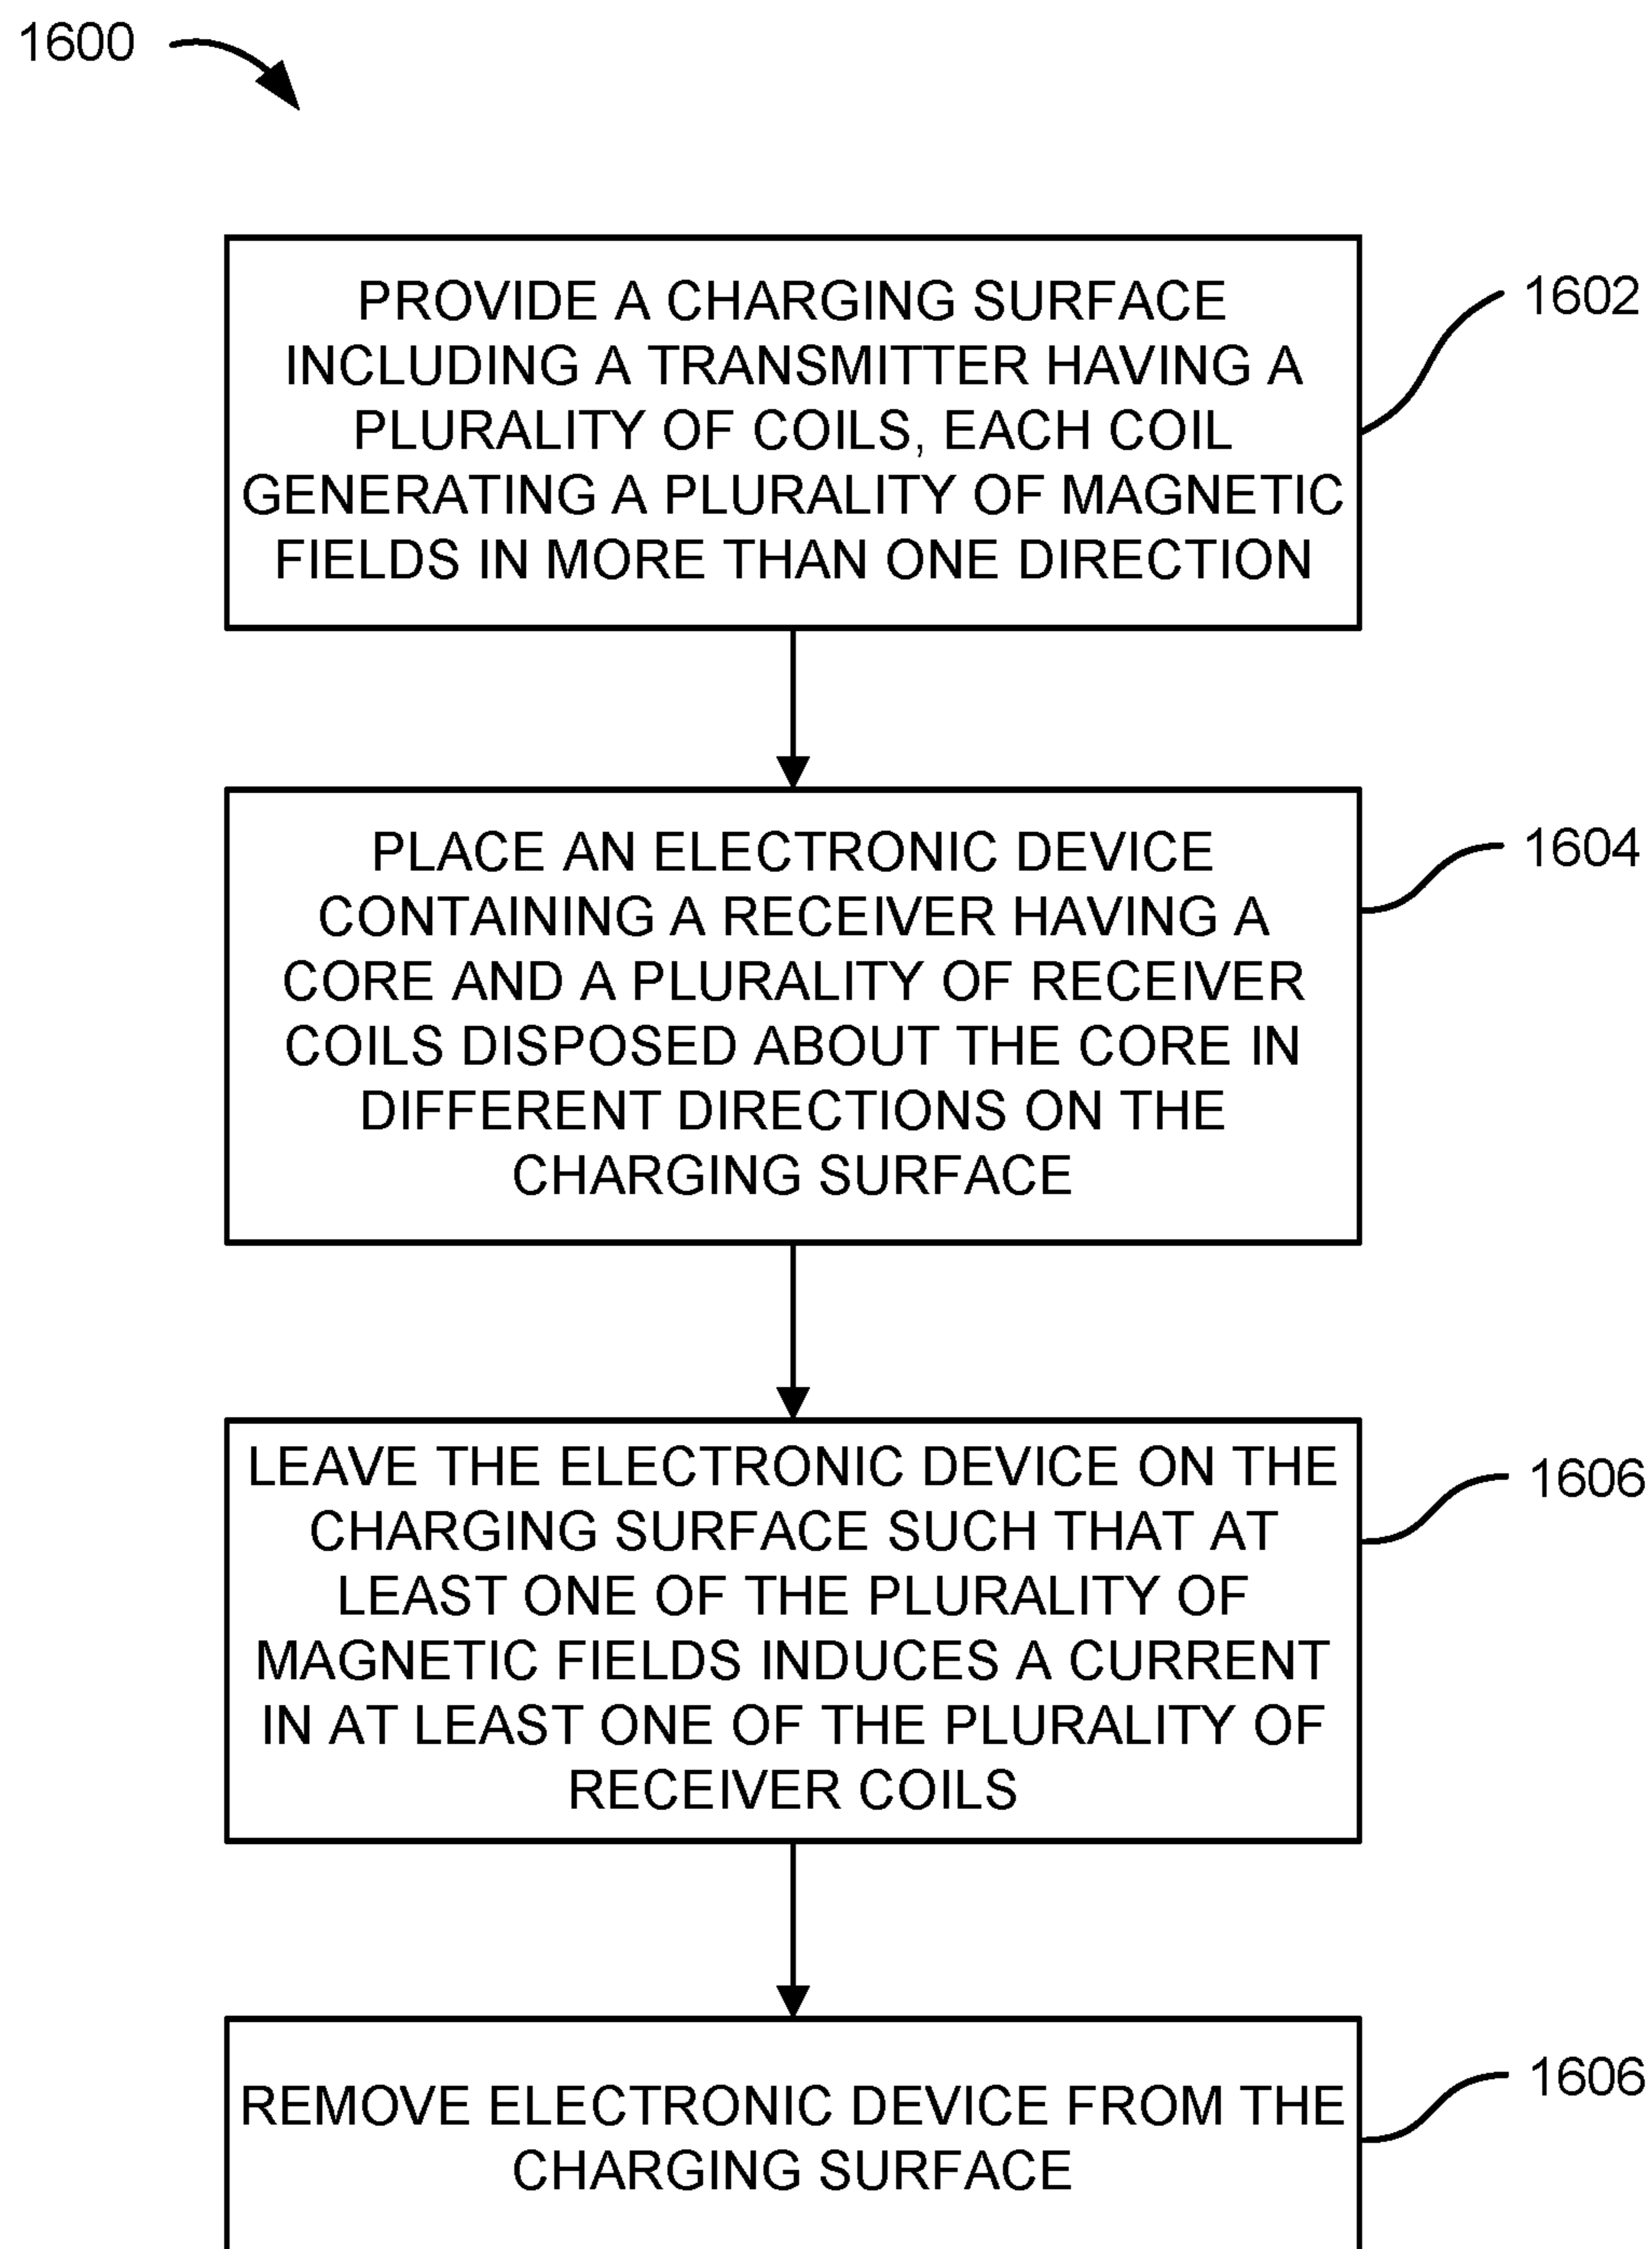 1600
PROVIDE A CHARGING SURFACE
INCLUDING A TRANSMITTER HAVING A
PLURALITY OF COILS, EACH COIL
GENERATING A PLURALITY OF MAGNETIC
FIELDS IN MORE THAN ONE DIRECTION
1602
PLACE AN ELECTRONIC DEVICE
CONTAINING A RECEIVER HAVING A
CORE AND A PLURALITY OF RECEIVER
COILS DISPOSED ABOUT THE CORE IN
DIFFERENT DIRECTIONS ON THE
CHARGING SURFACE
1604
LEAVE THE ELECTRONIC DEVICE ON THE
CHARGING SURFACE SUCH THAT AT
LEAST ONE OF THE PLURALITY OF
MAGNETIC FIELDS INDUCES A CURRENT
IN AT LEAST ONE OF THE PLURALITY OF
RECEIVER COILS
1606
REMOVE ELECTRONIC DEVICE FROM THE
CHARGING SURFACE
1606